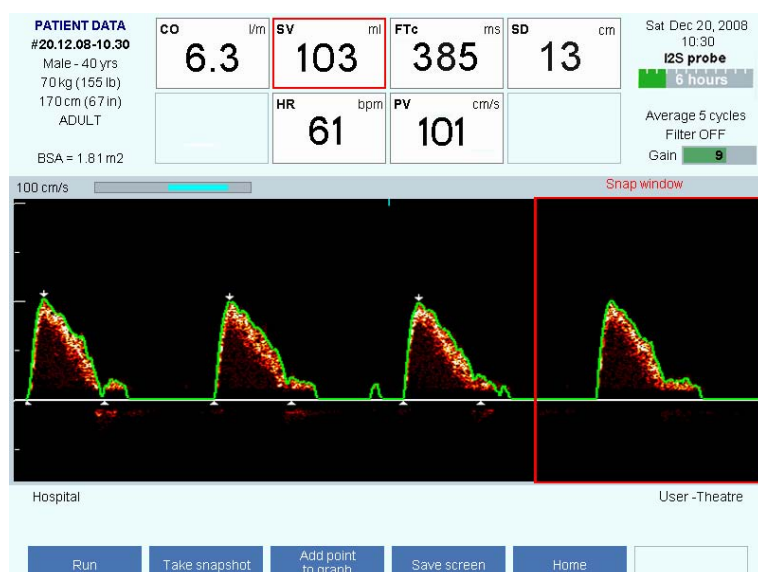 PATIENT DATA
#20.12.08-10.30
Male - 40 yrs
70 kg (155 lb)
170 cm (67 in)
ADULT
BSA = 1.81 m2
CO l/m
6.3
SV ml
103
FTc ms
385
SD cm
13
HR bpm
61
PV cm/s
101
Sat Dec 20, 2008
10:30
I2S probe
6 hours
Average 5 cycles
Filter OFF
Gain 9
100 cm/s
Snap window
Hospital
User -Theatre
Run
Take snapshot
Add point
to graph
Save screen
Home